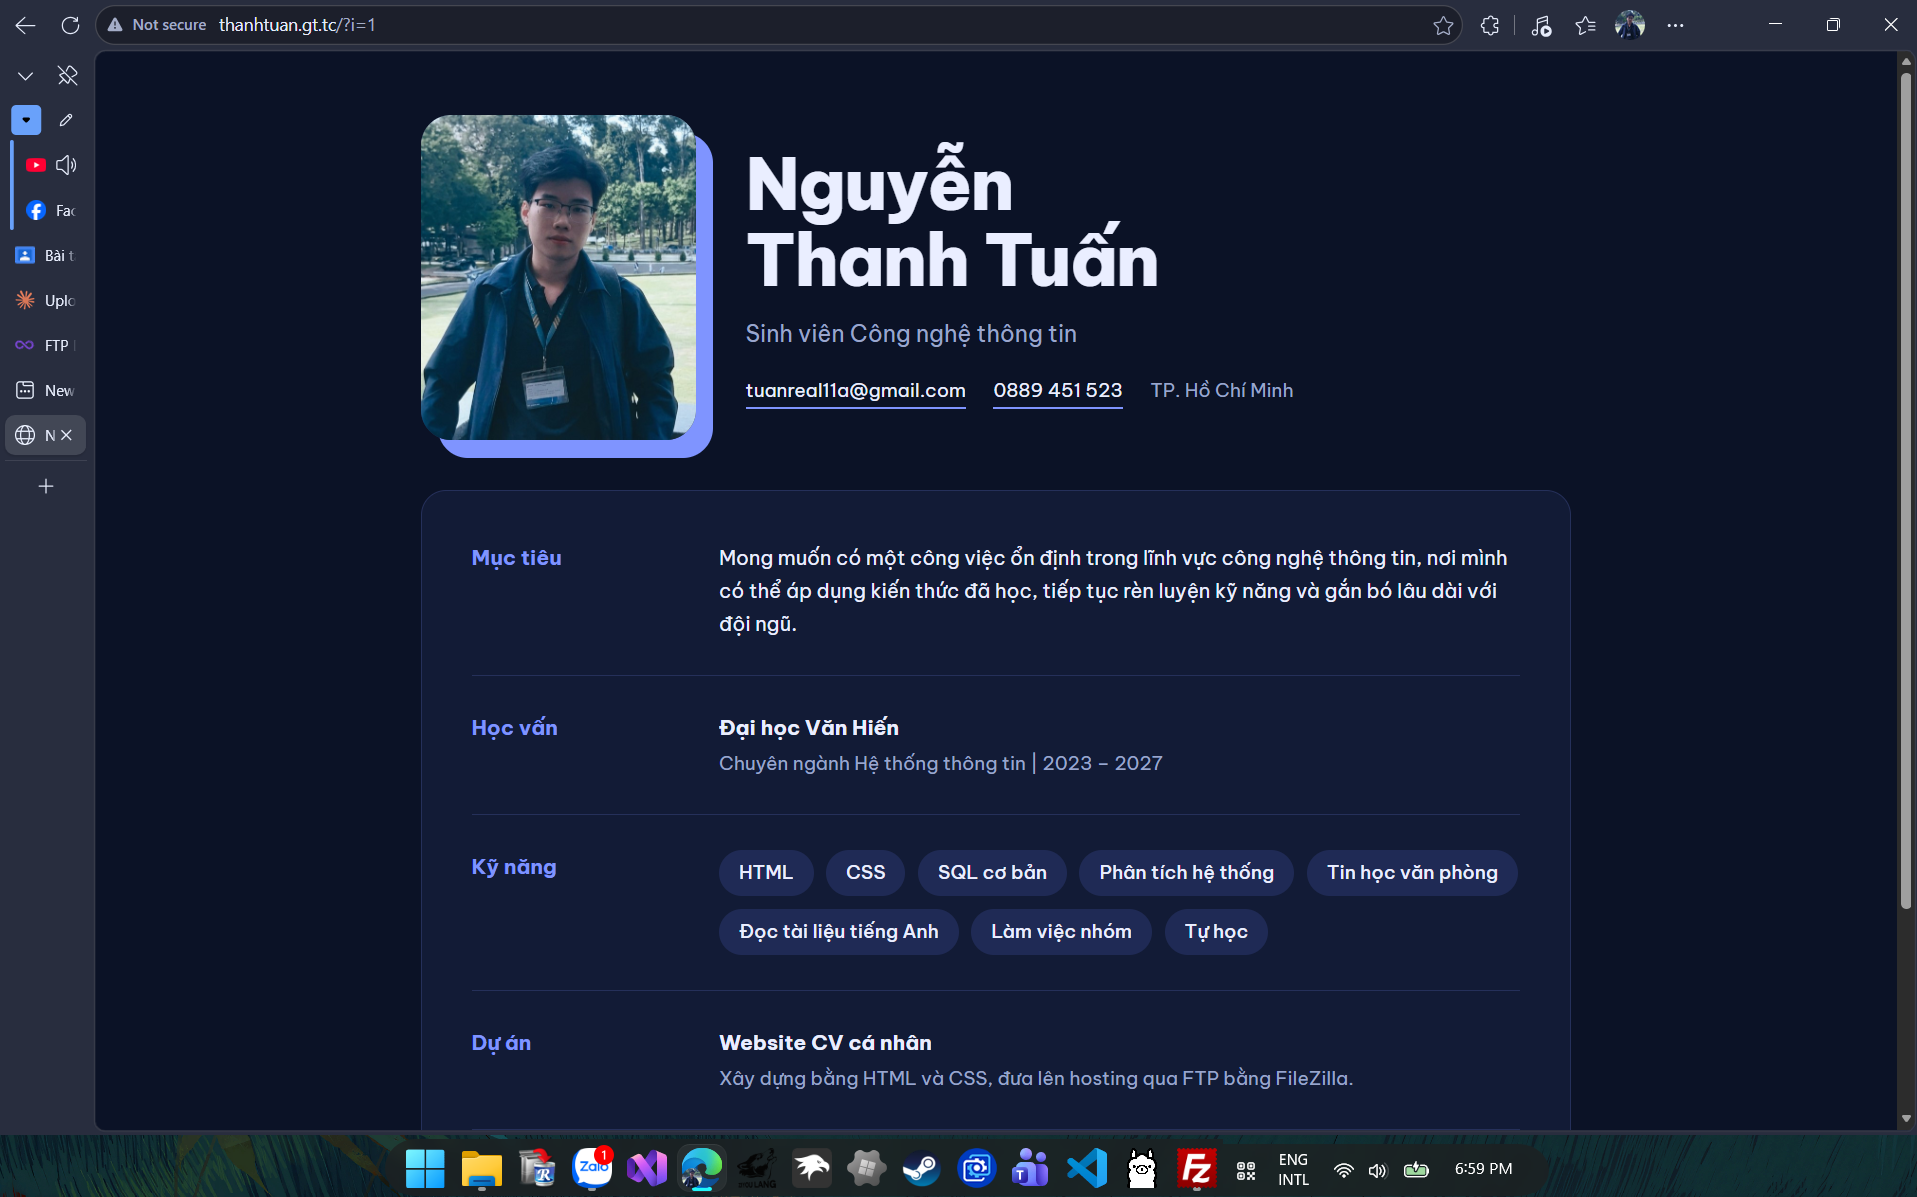 Not secure
thanhtuan.gt.tc/?i=1
Fac
Bài t
Uplo
FTP
New
N
Nguyễn
Thanh Tuấn
Sinh viên Công nghệ thông tin
tuanreal11a@gmail.com 0889 451 523 TP. Hồ Chí Minh
Mục tiêu
Mong muốn có một công việc ổn định trong lĩnh vực công nghệ thông tin, nơi mình
có thể áp dụng kiến thức đã học, tiếp tục rèn luyện kỹ năng và gắn bó lâu dài với
đội ngũ.
Học vấn
Đại học Văn Hiến
Chuyên ngành Hệ thống thông tin | 2023 – 2027
Kỹ năng
HTML CSS SQL cơ bản Phân tích hệ thống Tin học văn phòng
Đọc tài liệu tiếng Anh Làm việc nhóm Tự học
Dự án
Website CV cá nhân
Xây dựng bằng HTML và CSS, đưa lên hosting qua FTP bằng FileZilla.
Zalo
1
ENG
INTL
6:59 PM